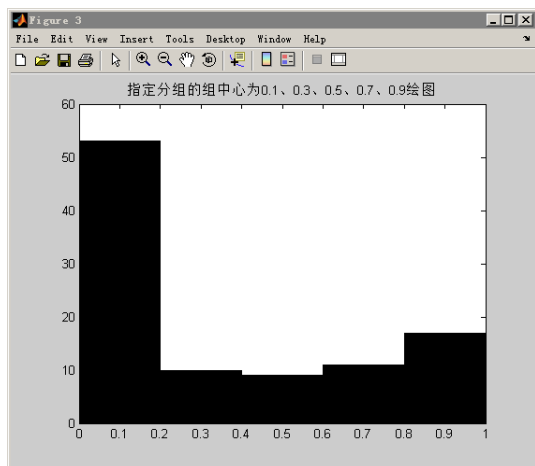 Figure 3
File Edit View Insert Tools Desktop Window Help
指定分组的组中心为0.1、0.3、0.5、0.7、0.9绘图
60
50
40
30
20
10
0
0 0.1 0.2 0.3 0.4 0.5 0.6 0.7 0.8 0.9 1